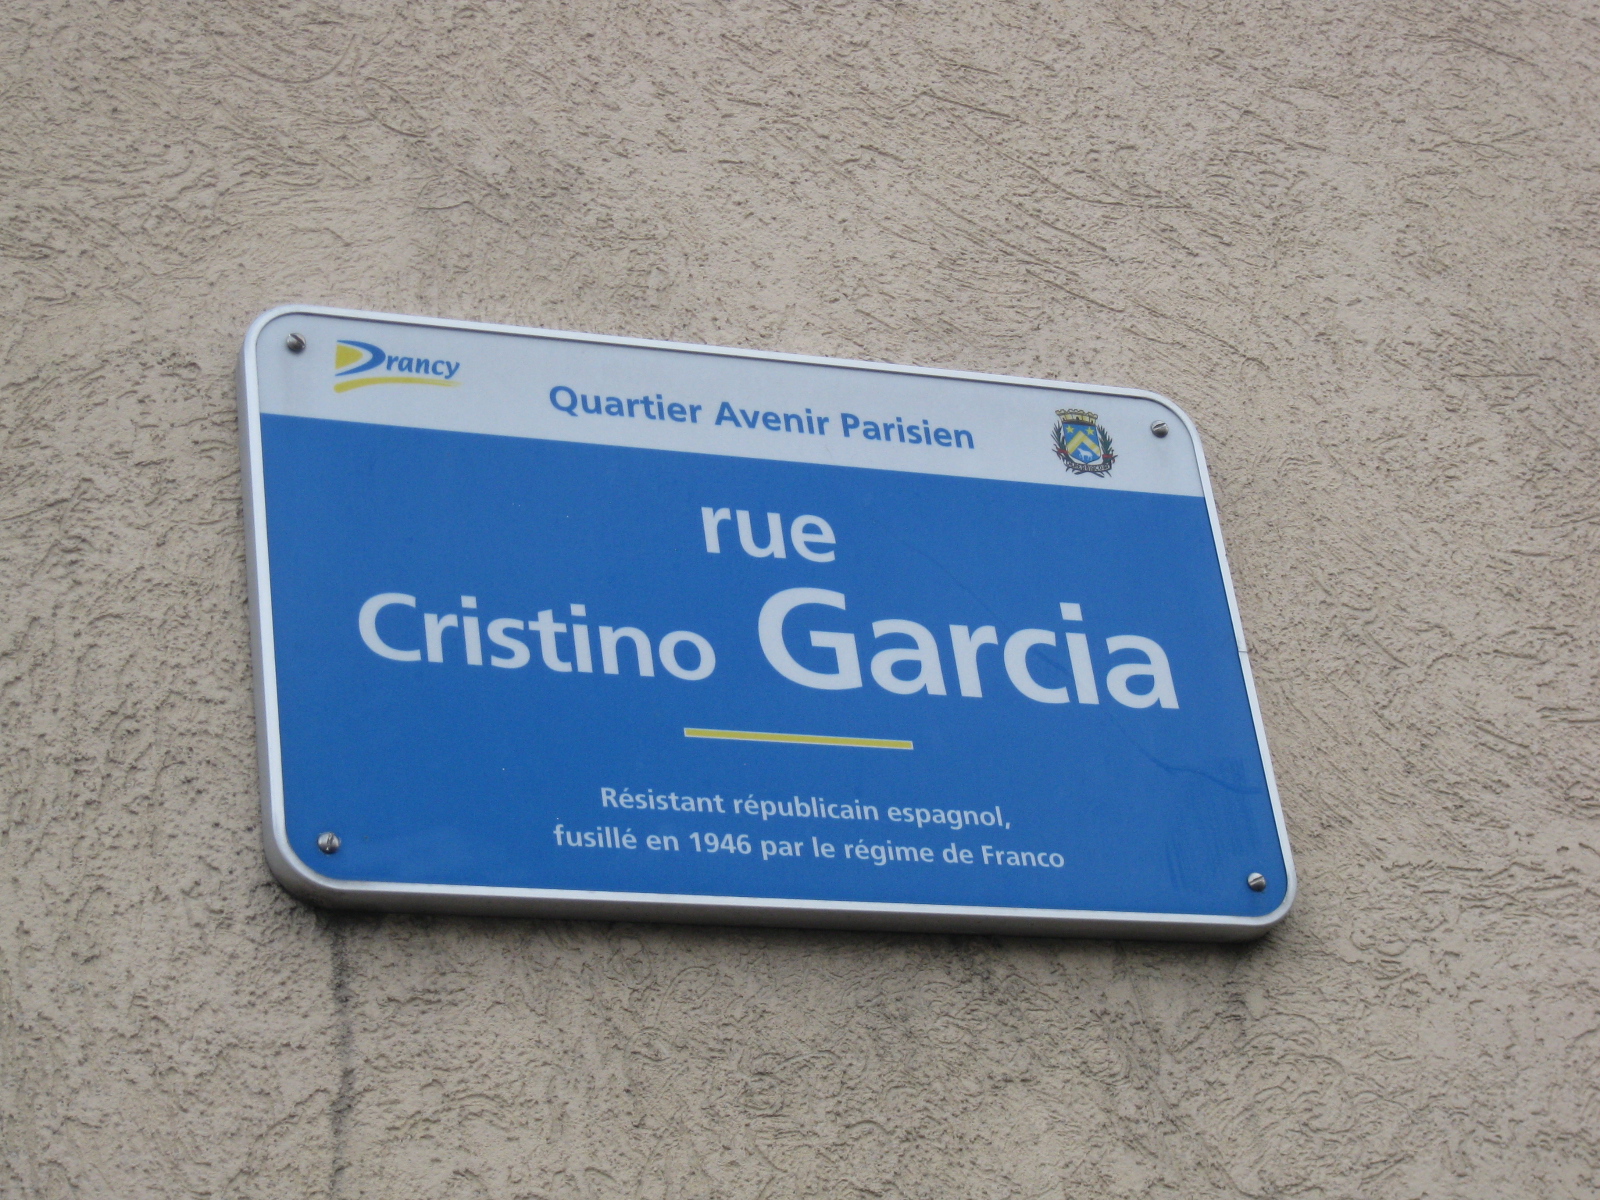 Drancy
Quartier Avenir Parisien
rue
Cristino Garcia
Résistant républicain espagnol,
fusillé en 1946 par le régime de Franco